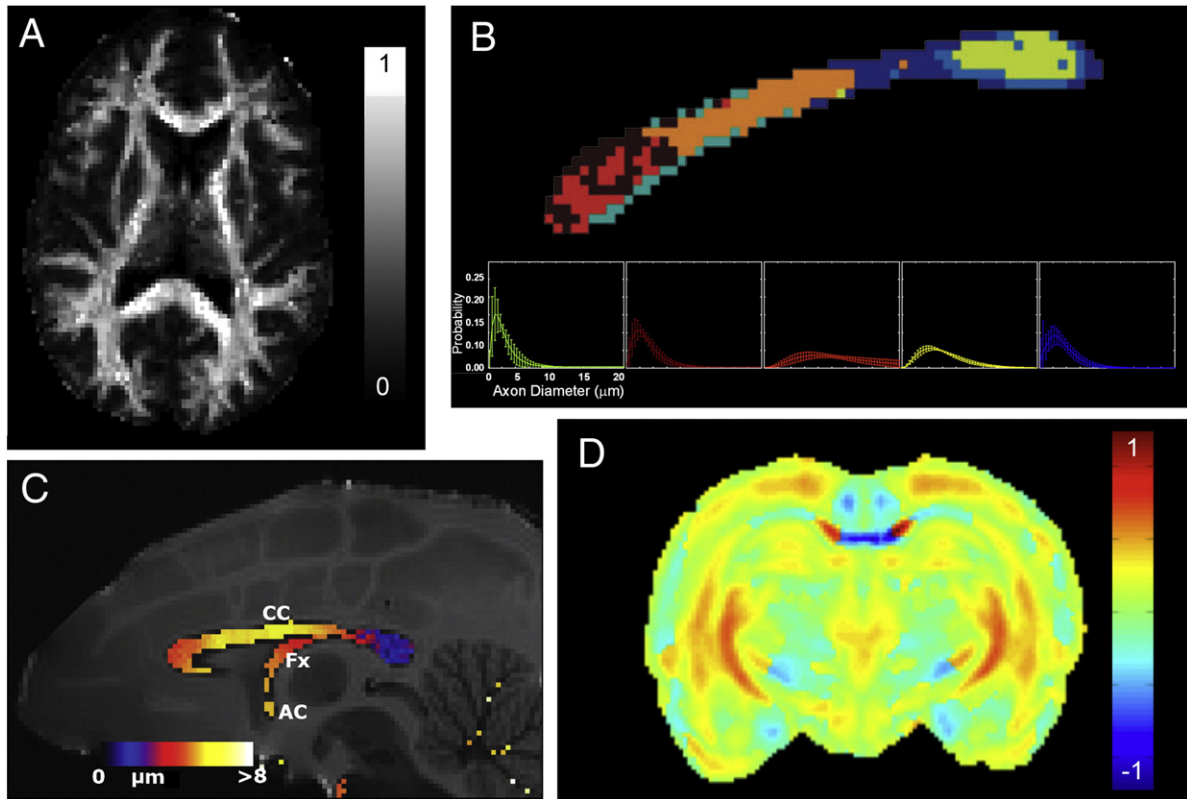 A
1
0
B
Probability
0.25
0.20
0.15
0.10
0.05
0.00
0 5 10 15 20
Axon Diameter (μm)
C
CC
Fx
AC
0 μm >8
D
1
-1